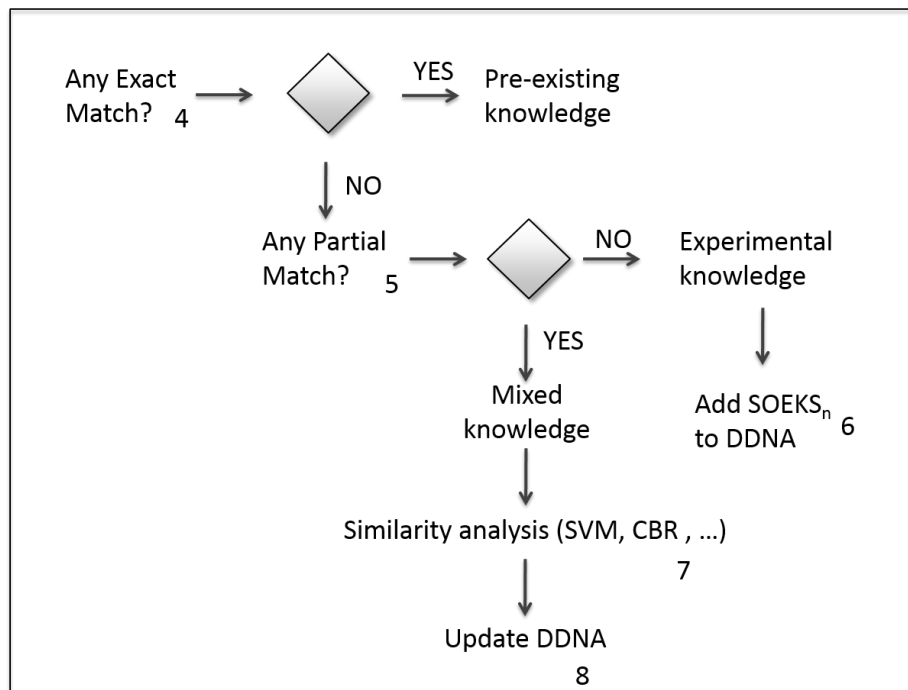 Any Exact
Match? 4
YES
Pre-existing
knowledge
NO
Any Partial
Match? 5
NO
Experimental
knowledge
YES
Mixed
knowledge
Add SOEKSn
to DDNA 6
Similarity analysis (SVM, CBR , ...)
7
Update DDNA
8